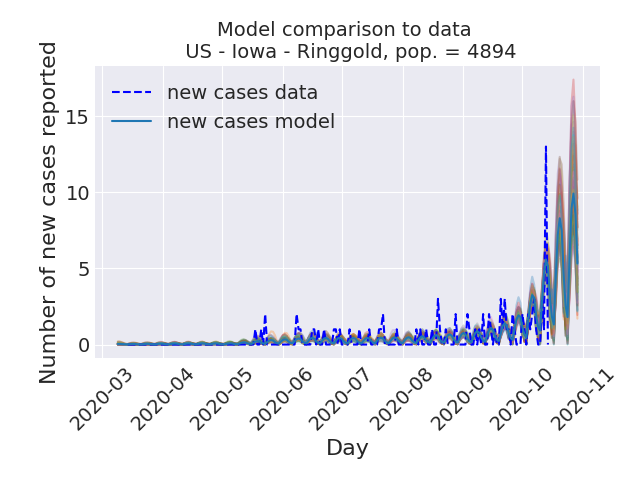 Model comparison to data
US - Iowa - Ringgold, pop. = 4894
Number of new cases reported
new cases data
new cases model
15
10
5
0
2020-03
2020-04
2020-05
2020-06
2020-07
2020-08
2020-09
2020-10
2020-11
Day